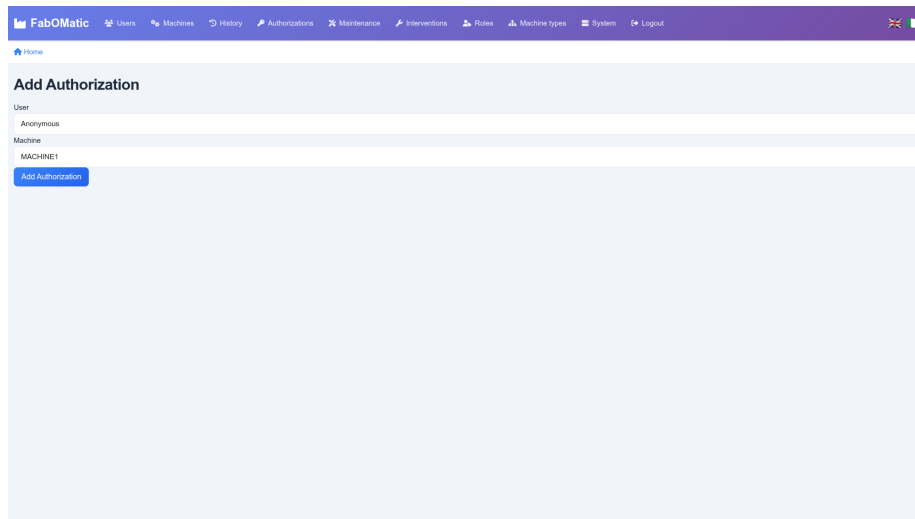 FabOMatic Users Machines History Authorizations Maintenance Interventions Roles Machine types System Logout
Home
Add Authorization
User
Anonymous
Machine
MACHINE1
Add Authorization